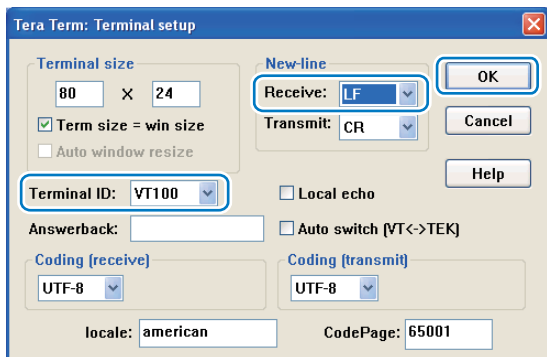 Tera Term: Terminal setup
Terminal size
80 X 24
Term size = win size
Auto window resize
New-line
Receive: LF
Transmit: CR
OK
Cancel
Help
Terminal ID: VT100
Local echo
Answerback:
Auto switch (VT<->TEK)
Coding (receive)
UTF-8
Coding (transmit)
UTF-8
locale: american
CodePage: 65001